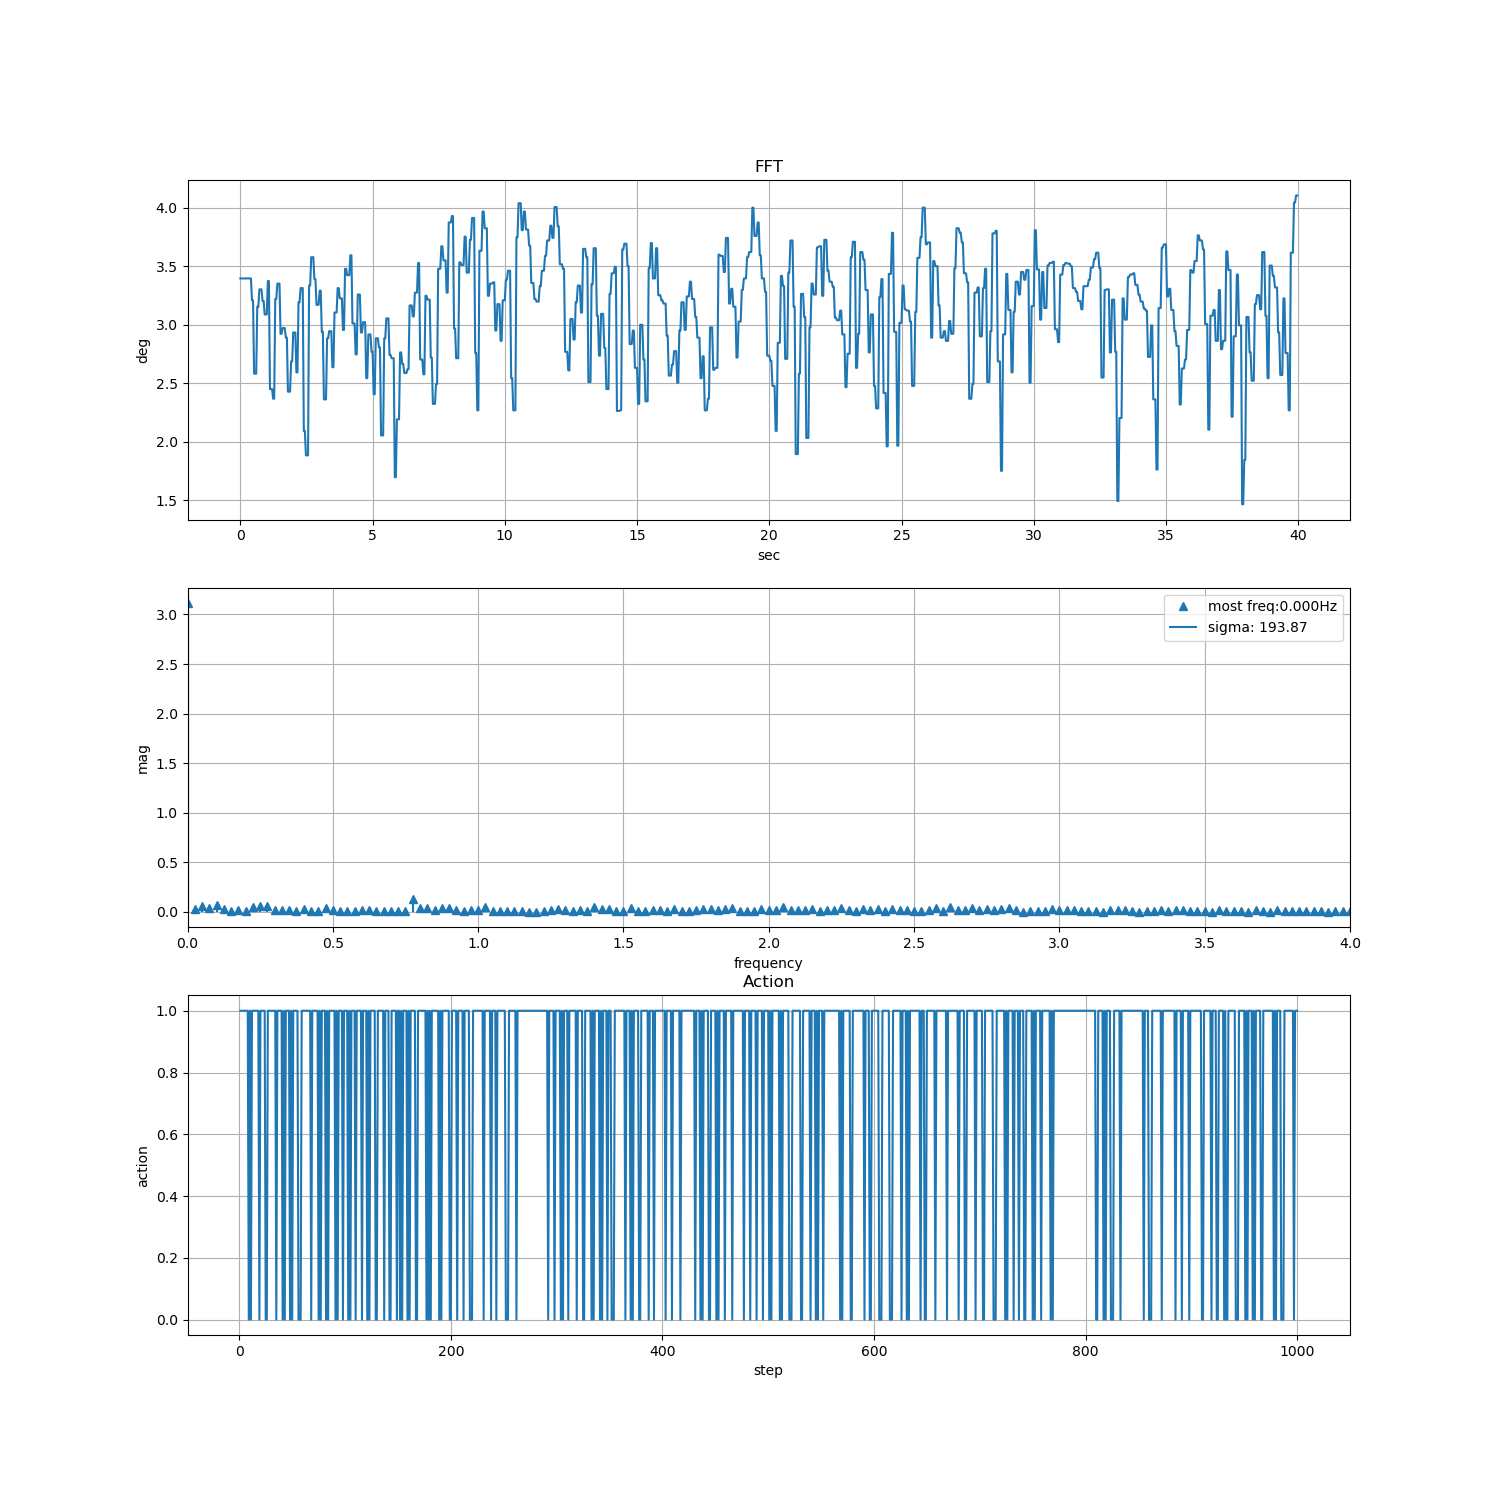 FFT
4.0
3.5
3.0
2.5
2.0
1.5
deg
0 5 10 15 20 25 30 35 40
sec
3.0
2.5
2.0
1.5
1.0
0.5
0.0
mag
most freq:0.000Hz
sigma: 193.87
0.0 0.5 1.0 1.5 2.0 2.5 3.0 3.5 4.0
frequency
Action
1.0
0.8
0.6
0.4
0.2
0.0
action
0 200 400 600 800 1000
step